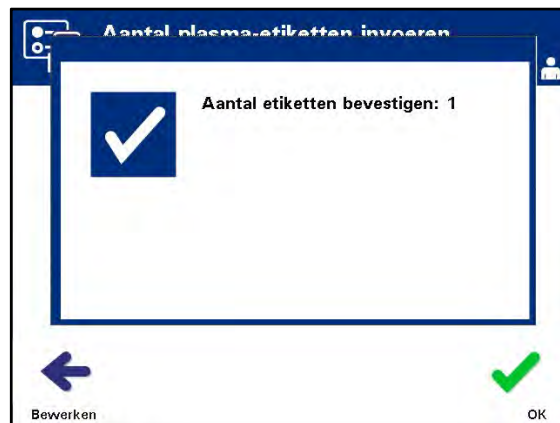 Aantal plasma-etiketten invoeren
Aantal etiketten bevestigen: 1
Bewerken
OK